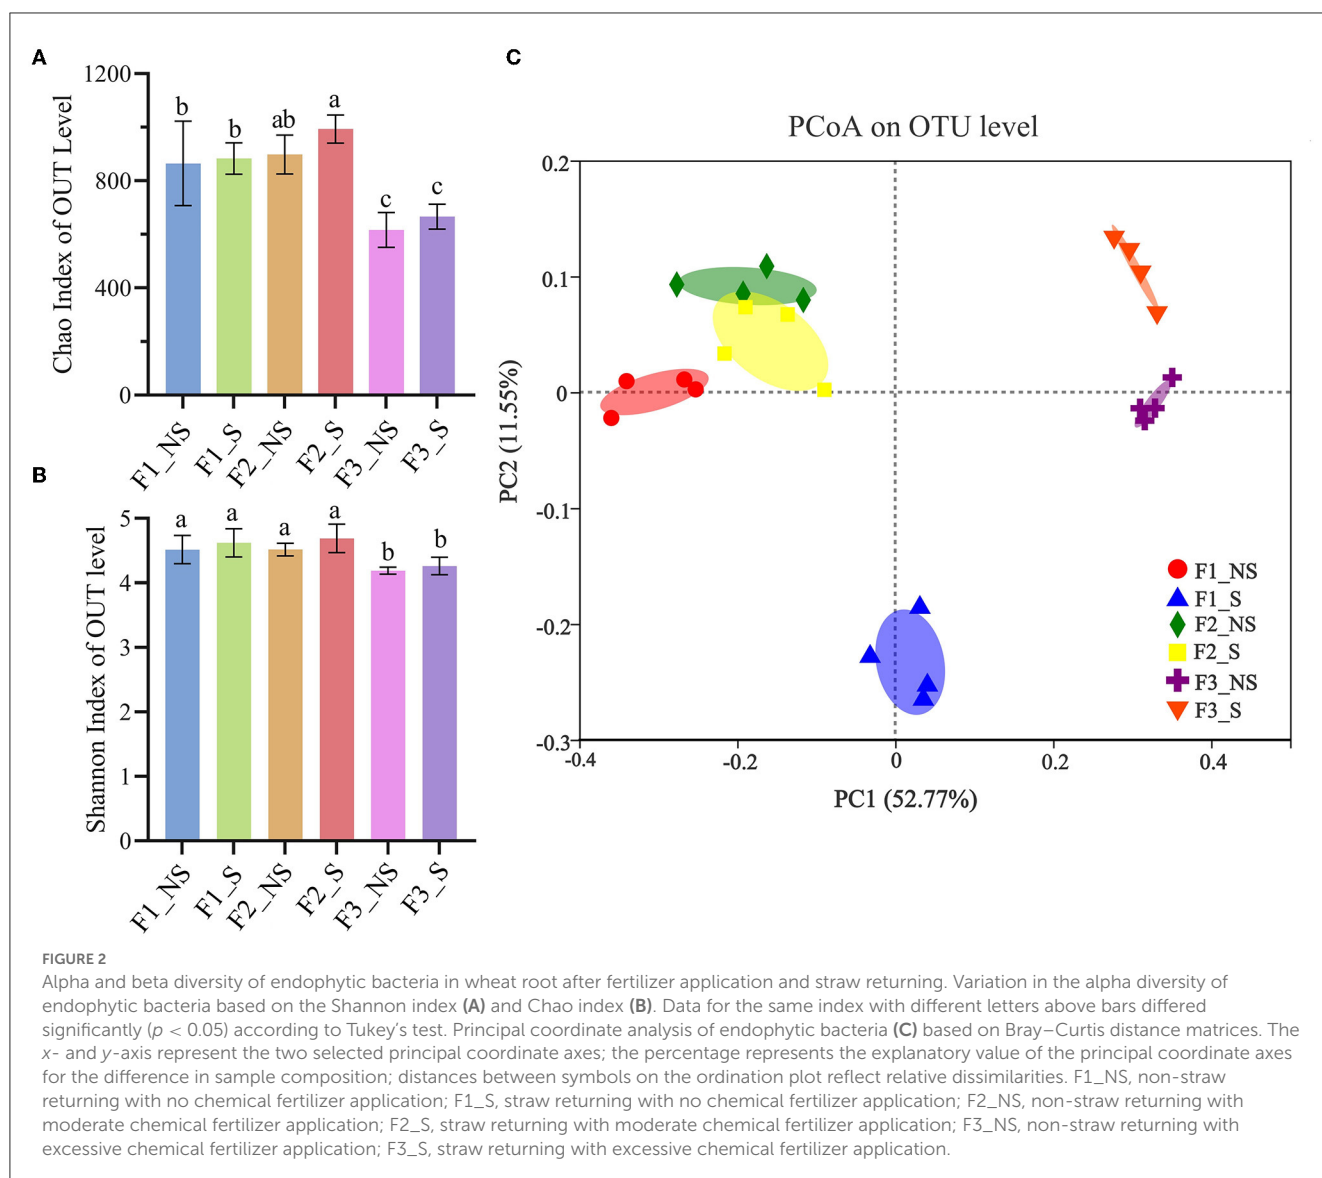 A
Chao Index of OUT Level
1200
800
400
0
b
b
ab
a
c
c
F1_NS
F1_S
F2_NS
F2_S
F3_NS
F3_S
B
Shannon Index of OUT level
5
4
3
2
1
0
a
a
a
a
b
b
F1_NS
F1_S
F2_NS
F2_S
F3_NS
F3_S
C
PCoA on OTU level
PC2 (11.55%)
0.2
0.1
0
-0.1
-0.2
-0.3
-0.4
-0.2
0
0.2
0.4
PC1 (52.77%)
F1_NS
F1_S
F2_NS
F2_S
F3_NS
F3_S
FIGURE 2
Alpha and beta diversity of endophytic bacteria in wheat root after fertilizer application and straw returning. Variation in the alpha diversity of
endophytic bacteria based on the Shannon index (A) and Chao index (B). Data for the same index with different letters above bars differed
significantly (p < 0.05) according to Tukey's test. Principal coordinate analysis of endophytic bacteria (C) based on Bray–Curtis distance matrices. The
x- and y-axis represent the two selected principal coordinate axes; the percentage represents the explanatory value of the principal coordinate axes
for the difference in sample composition; distances between symbols on the ordination plot reflect relative dissimilarities. F1_NS, non-straw
returning with no chemical fertilizer application; F1_S, straw returning with no chemical fertilizer application; F2_NS, non-straw returning with
moderate chemical fertilizer application; F2_S, straw returning with moderate chemical fertilizer application; F3_NS, non-straw returning with
excessive chemical fertilizer application; F3_S, straw returning with excessive chemical fertilizer application.